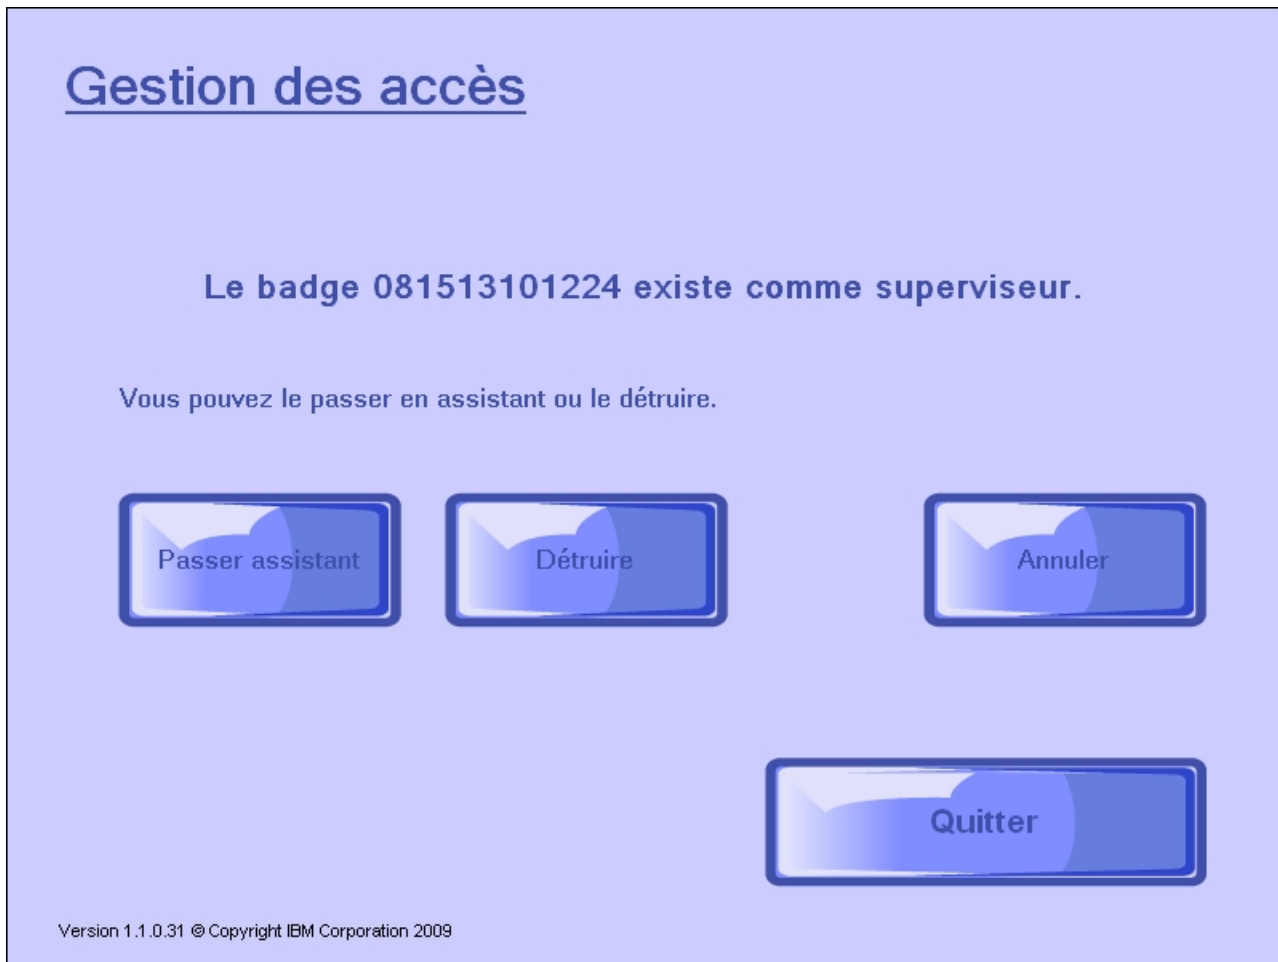 Gestion des accès
Le badge 081513101224 existe comme superviseur.
Vous pouvez le passer en assistant ou le détruire.
Passer assistant
Détruire
Annuler
Quitter
Version 1.1.0.31 © Copyright IBM Corporation 2009